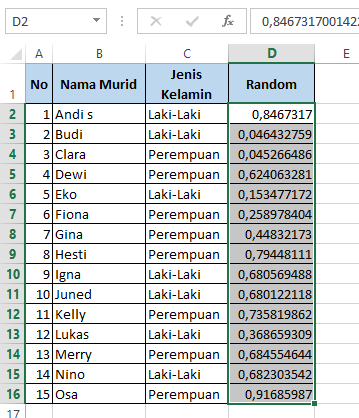 D2 0,846731700142
A B C D E
1 No Nama Murid Jenis Kelamin Random
2 1 Andi s Laki-Laki 0,8467317
3 2 Budi Laki-Laki 0,046432759
4 3 Clara Perempuan 0,045266486
5 4 Dewi Perempuan 0,624063281
6 5 Eko Laki-Laki 0,153477172
7 6 Fiona Perempuan 0,258978404
8 7 Gina Perempuan 0,44832173
9 8 Hesti Perempuan 0,79448111
10 9 Igna Laki-Laki 0,680569488
11 10 Juned Laki-Laki 0,680122118
12 11 Kelly Perempuan 0,735819862
13 12 Lukas Laki-Laki 0,368659309
14 13 Merry Perempuan 0,684554644
15 14 Nino Laki-Laki 0,682303542
16 15 Osa Perempuan 0,91685987
17